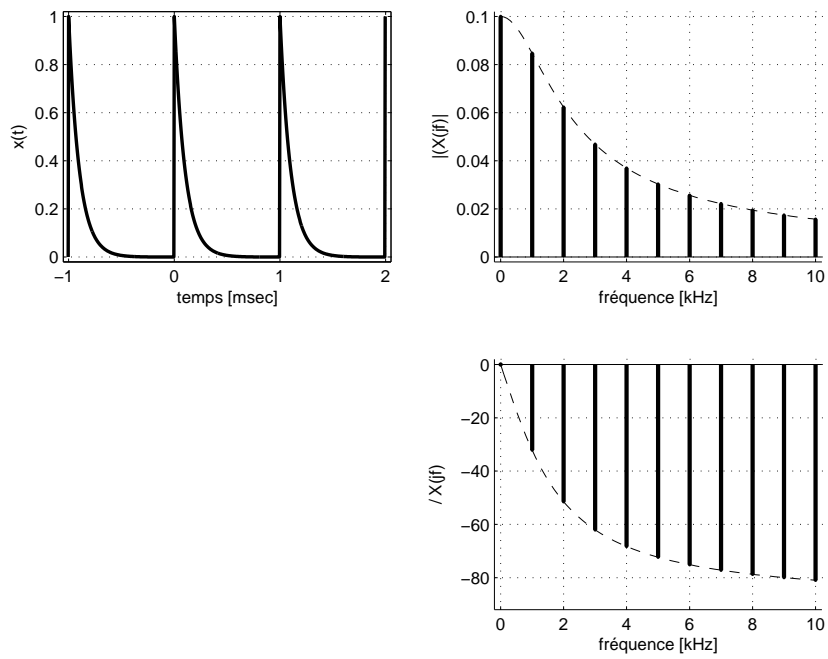 1
0.8
0.6
0.4
0.2
0
x(t)
−1 0 1 2
temps [msec]
0.1
0.08
0.06
0.04
0.02
0
|(X(jf)|
0 2 4 6 8 10
fréquence [kHz]
0
−20
−40
−60
−80
/ X(jf)
0 2 4 6 8 10
fréquence [kHz]